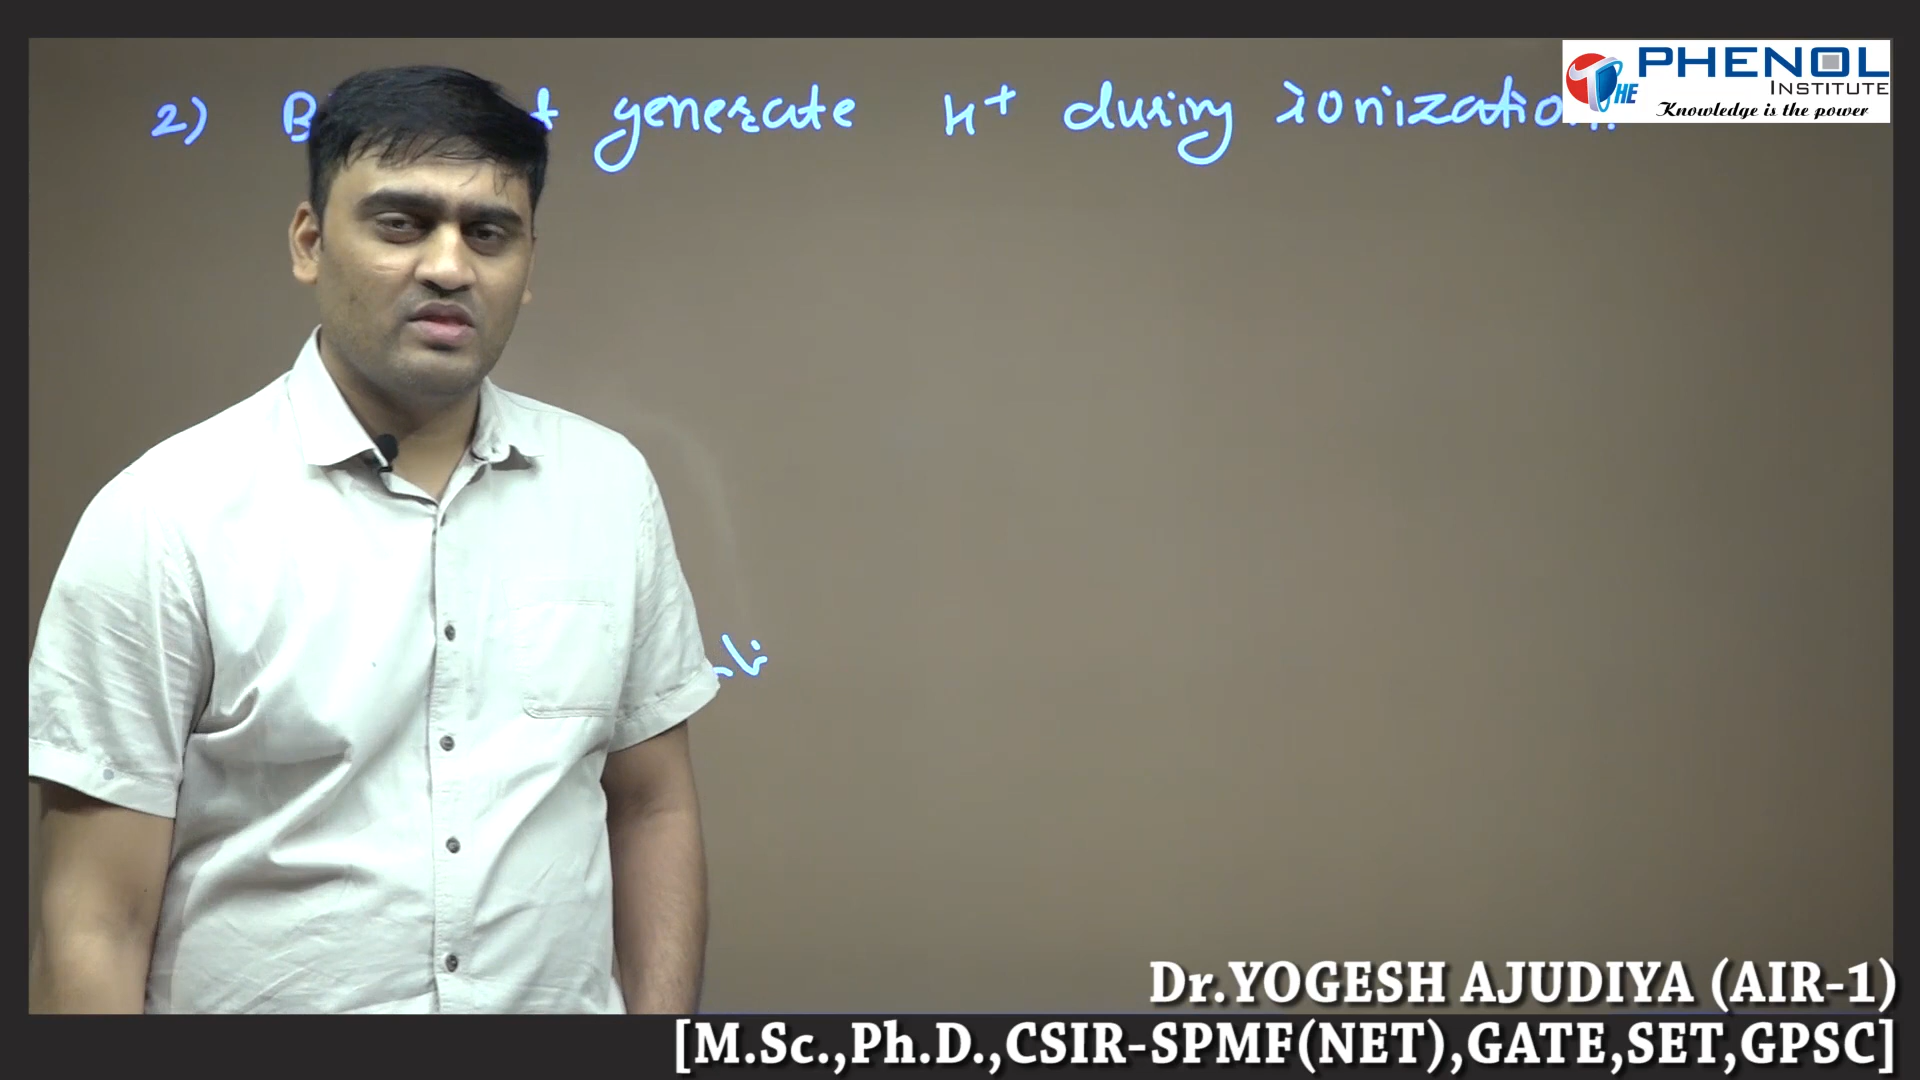 2) generate H+ during ionization.
THE PHENOL
INSTITUTE
Knowledge is the power
Dr.YOGESH AJUDIYA (AIR-1)
[M.Sc.,Ph.D.,CSIR-SPMF(NET),GATE,SET,GPSC]